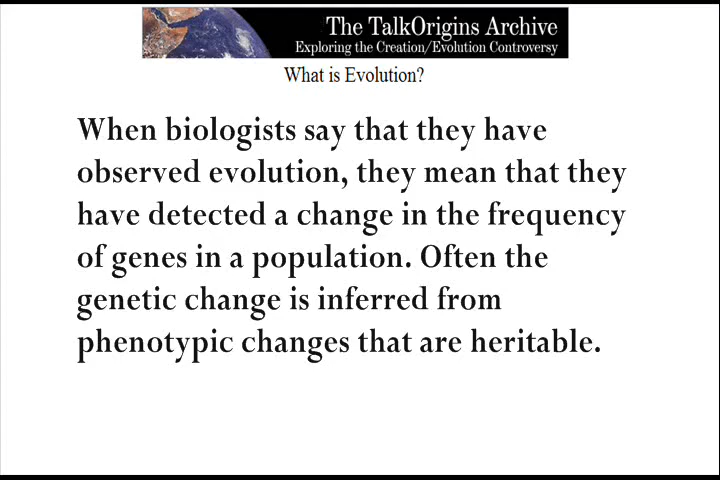 The TalkOrigins Archive
Exploring the Creation/Evolution Controversy
What is Evolution?
When biologists say that they have
observed evolution, they mean that they
have detected a change in the frequency
of genes in a population. Often the
genetic change is inferred from
phenotypic changes that are heritable.